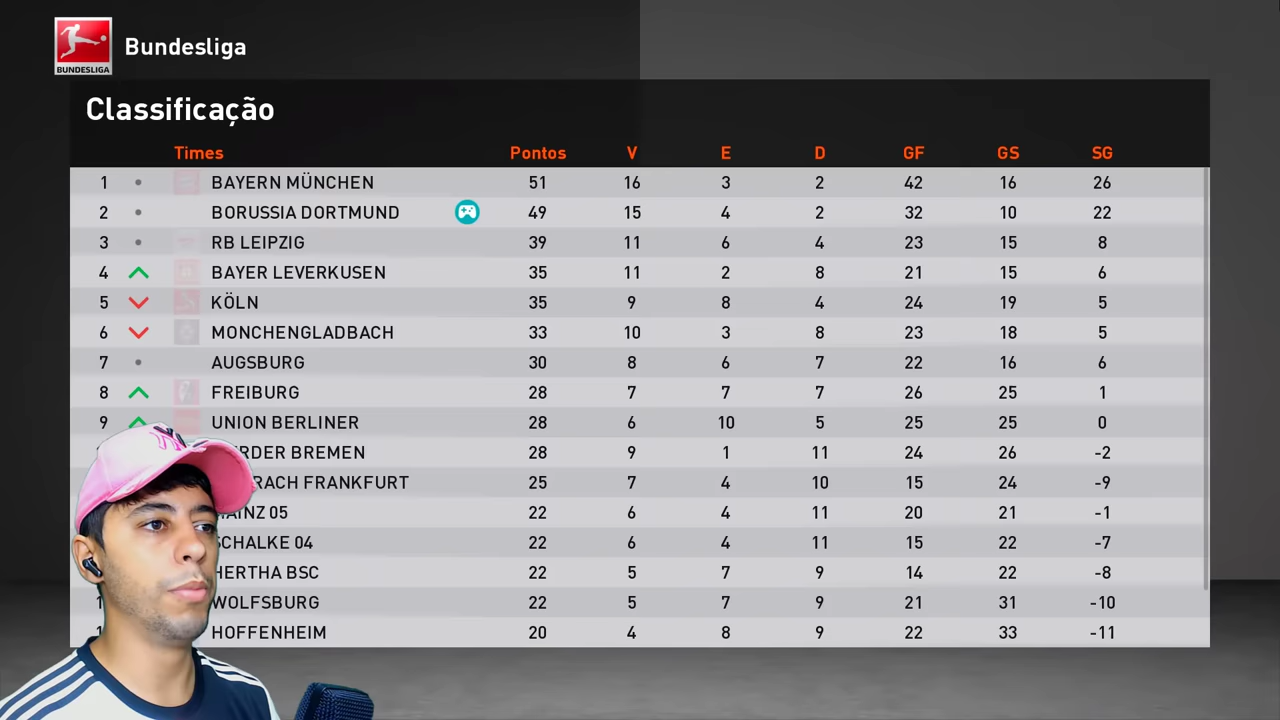 Bundesliga
BUNDESLIGA
Classificação
Times Pontos V E D GF GS SG
1 BAYERN MÜNCHEN 51 16 3 2 42 16 26
2 BORUSSIA DORTMUND 49 15 4 2 32 10 22
3 RB LEIPZIG 39 11 6 4 23 15 8
4 BAYER LEVERKUSEN 35 11 2 8 21 15 6
5 KÖLN 35 9 8 4 24 19 5
6 MONCHENGLADBACH 33 10 3 8 23 18 5
7 AUGSBURG 30 8 6 7 22 16 6
8 FREIBURG 28 7 7 7 26 25 1
9 UNION BERLINER 28 6 10 5 25 25 0
RDER BREMEN 28 9 1 11 24 26 -2
RACH FRANKFURT 25 7 4 10 15 24 -9
MAINZ 05 22 6 4 11 20 21 -1
SCHALKE 04 22 6 4 11 15 22 -7
HERTHA BSC 22 5 7 9 14 22 -8
1 WOLFSBURG 22 5 7 9 21 31 -10
1 HOFFENHEIM 20 4 8 9 22 33 -11